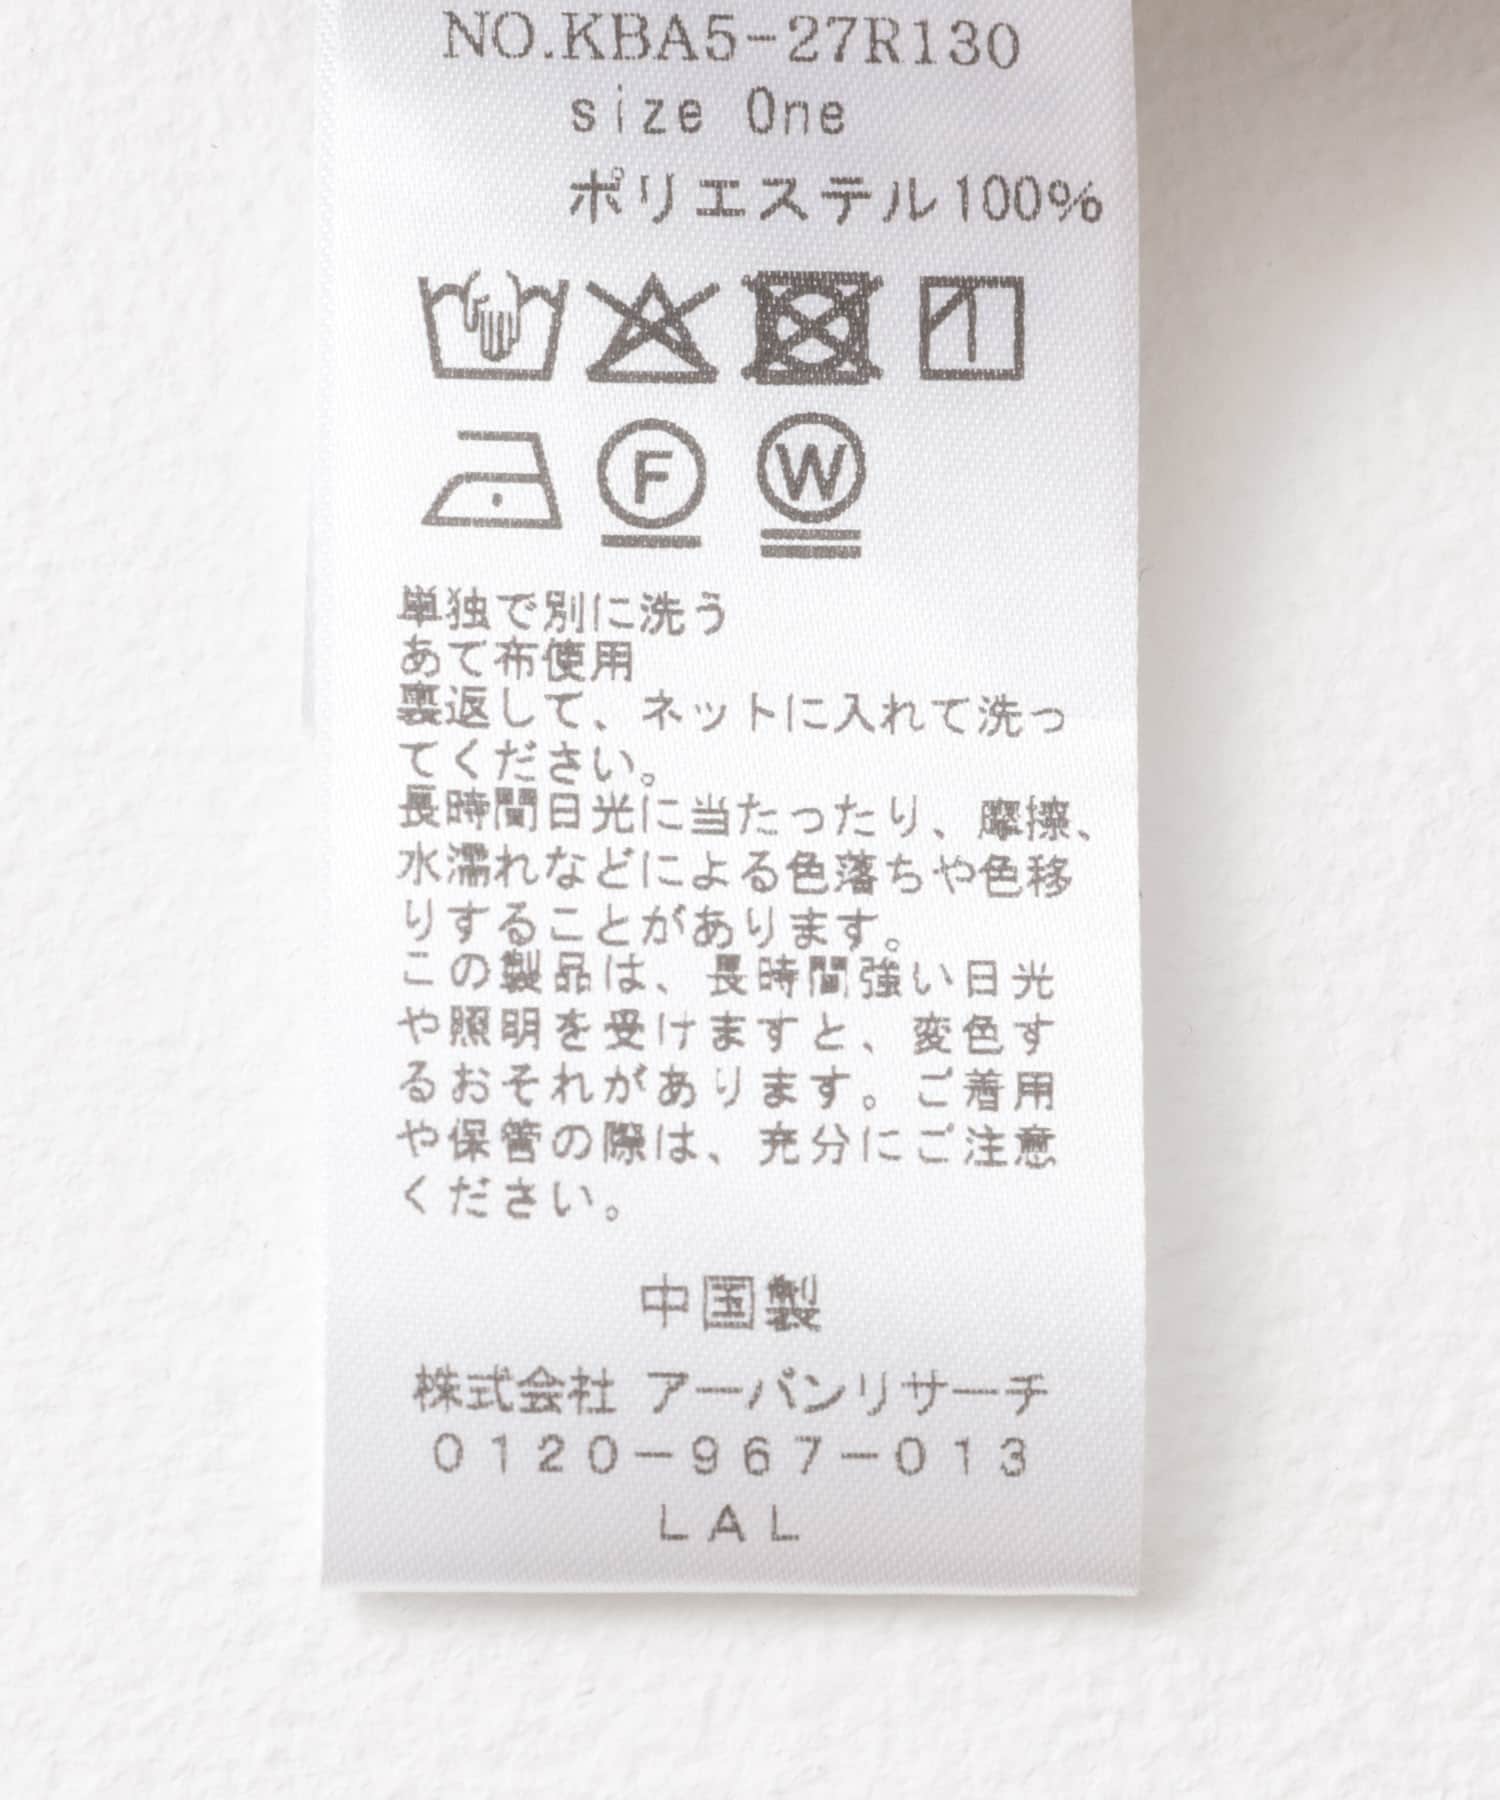 NO.KBA5-27R130
size One
ポリエステル100%
F W
単独で別に洗う
あて布使用
裏返して、ネットに入れて洗っ
てください。
長時間日光に当たったり、摩擦、
水濡れなどによる色落ちや色移
りすることがあります。
この製品は、長時間強い日光
や照明を受けますと、変色す
るおそれがあります。ご着用
や保管の際は、充分にご注意
ください。
中国製
株式会社 アーバンリサーチ
0120-967-013
LAL